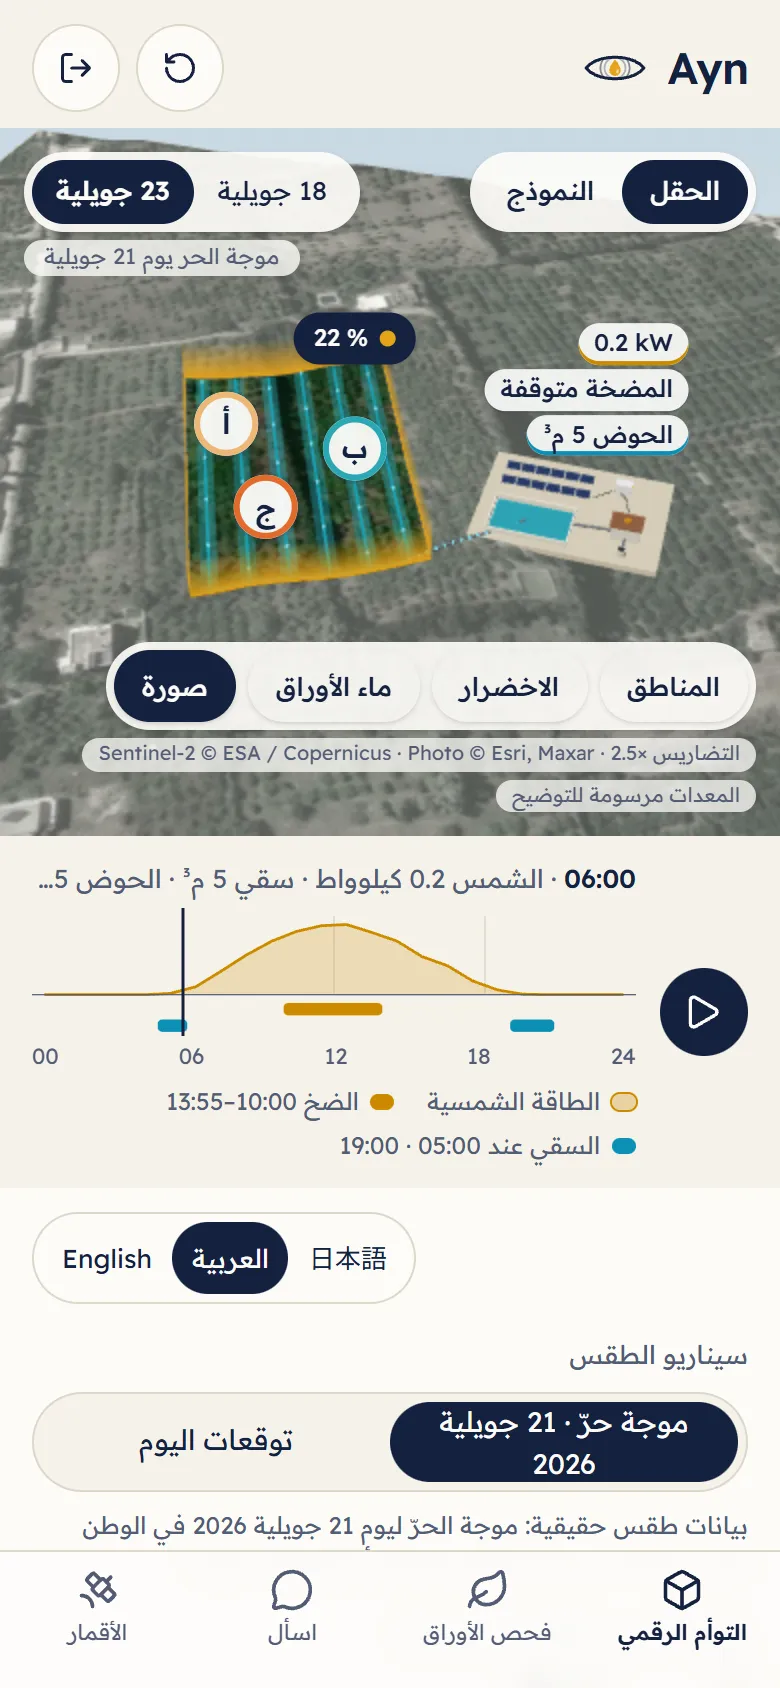 Ayn
الحقل
النموذج
18 جويلية
23 جويلية
موجة الحر يوم 21 جويلية
22 %
0.2 kW
المضخة متوقفة
الحوض 5 م³
أ
ب
ج
المناطق
الاخضرار
ماء الأوراق
صورة
التضاريس ×2.5 · Sentinel-2 © ESA / Copernicus · Photo © Esri, Maxar
المعدات مرسومة للتوضيح
06:00 · الشمس 0.2 كيلوواط · سقي 5 م³ · الحوض 5…
00 06 12 18 24
الطاقة الشمسية
الضخ 10:00–13:55
السقي عند 05:00 · 19:00
日本語
العربية
English
سيناريو الطقس
موجة حرّ · 21 جويلية
2026
توقعات اليوم
بيانات طقس حقيقية: موجة الحرّ ليوم 21 جويلية 2026 في الوطن
التوأم الرقمي
فحص الأوراق
اسأل
الأقمار